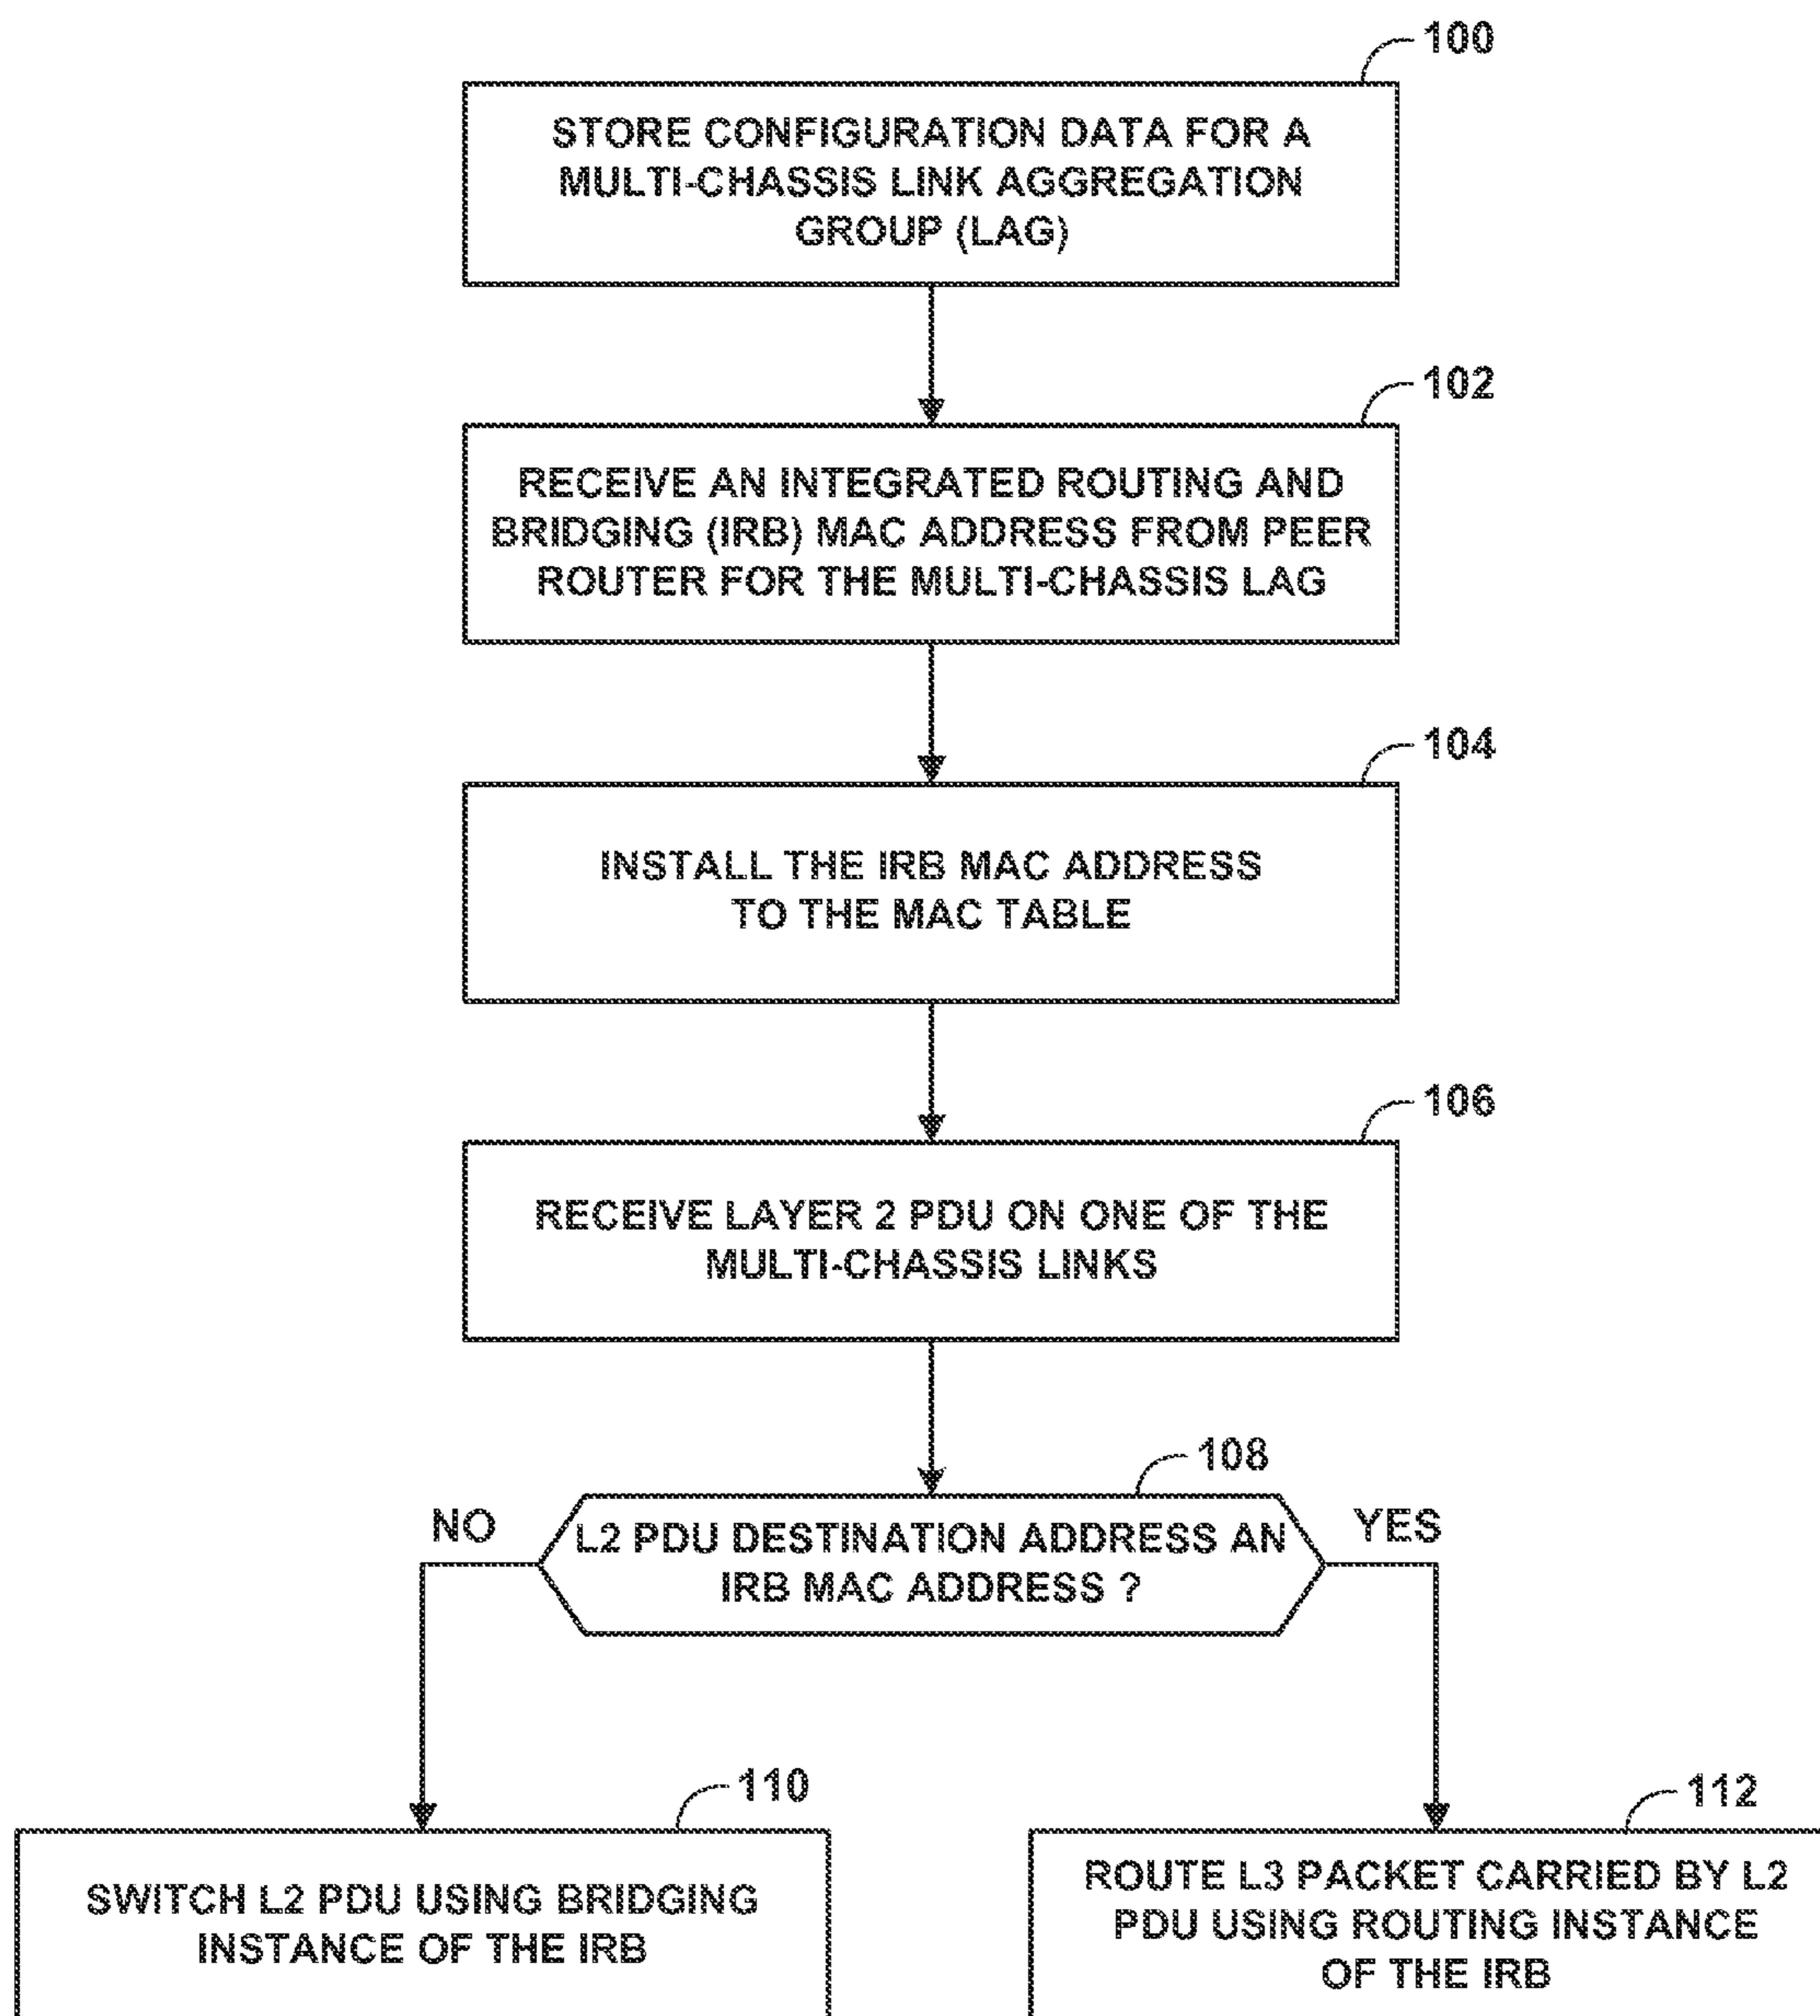 100
STORE CONFIGURATION DATA FOR A
MULTI-CHASSIS LINK AGGREGATION
GROUP (LAG)
102
RECEIVE AN INTEGRATED ROUTING AND
BRIDGING (IRB) MAC ADDRESS FROM PEER
ROUTER FOR THE MULTI-CHASSIS LAG
104
INSTALL THE IRB MAC ADDRESS
TO THE MAC TABLE
106
RECEIVE LAYER 2 PDU ON ONE OF THE
MULTI-CHASSIS LINKS
108
NO
L2 PDU DESTINATION ADDRESS AN
IRB MAC ADDRESS ?
YES
110
SWITCH L2 PDU USING BRIDGING
INSTANCE OF THE IRB
112
ROUTE L3 PACKET CARRIED BY L2
PDU USING ROUTING INSTANCE
OF THE IRB